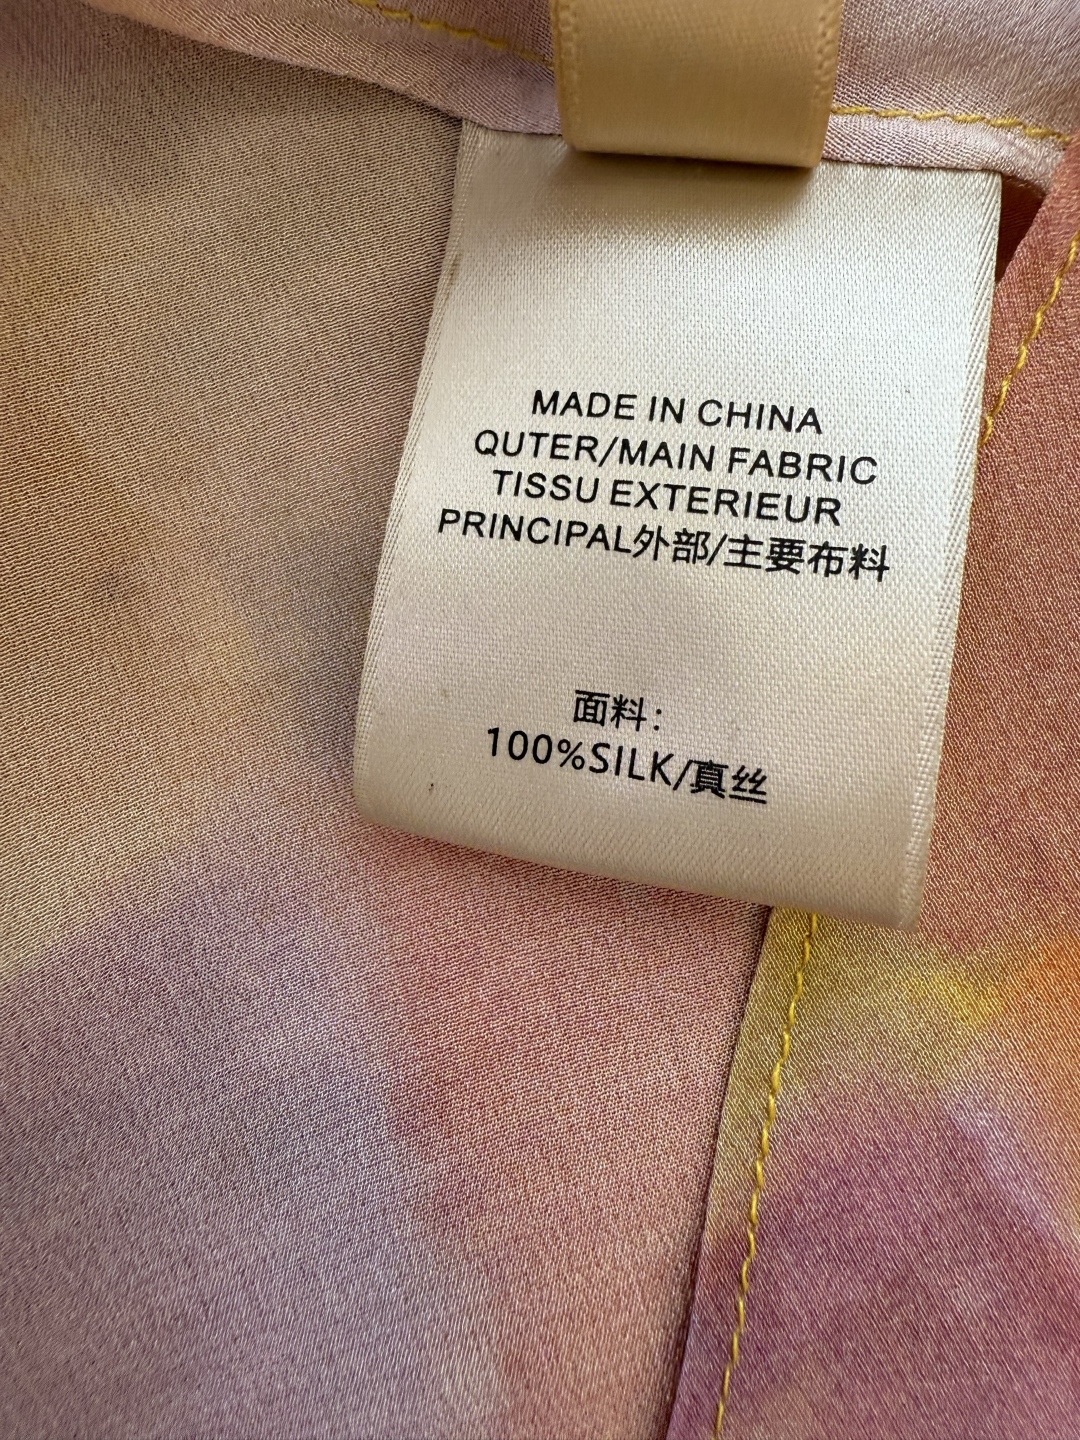 MADE IN CHINA
QUTER/MAIN FABRIC
TISSU EXTERIEUR
PRINCIPAL外部/主要布料
面料:
100%SILK/真丝